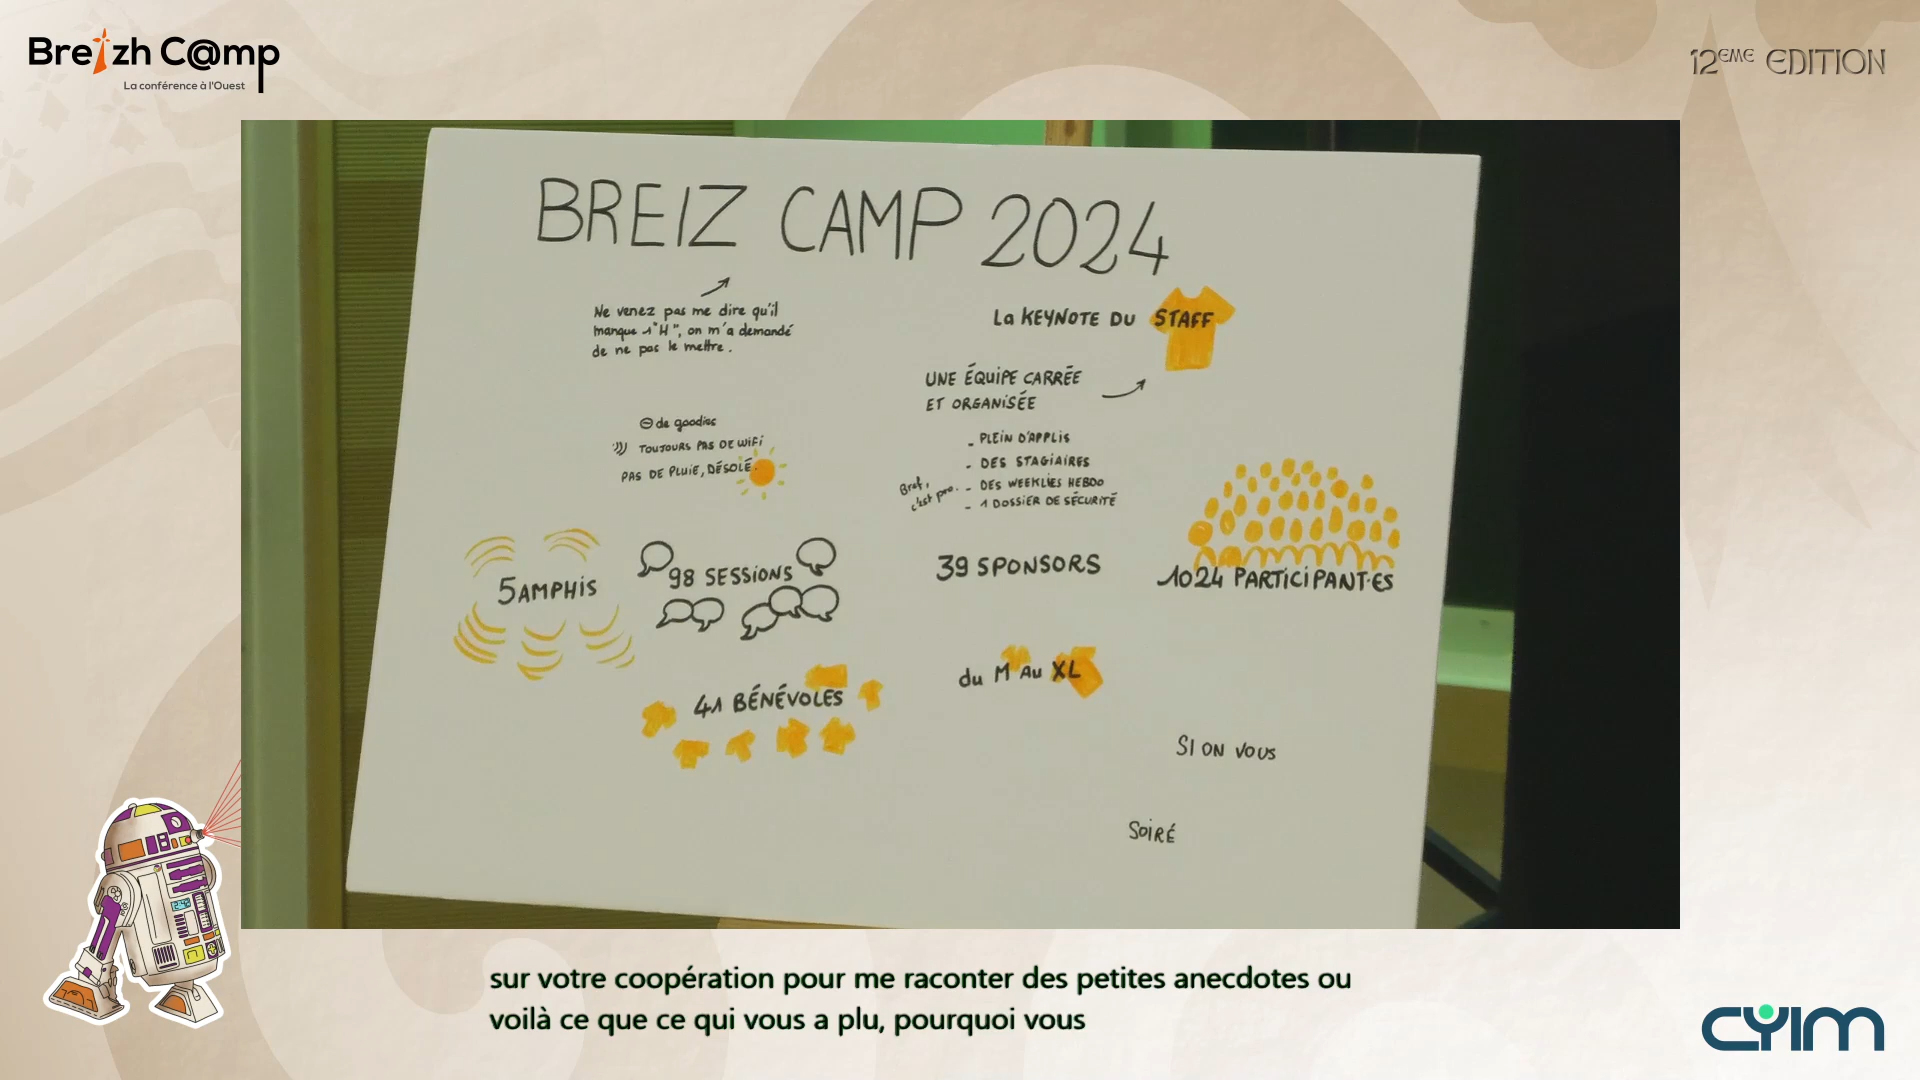 Breizh C@mp
La conférence à l'Ouest
12EME EDITION
BREIZ CAMP 2024
Ne venez pas me dire qu'il
manque 1 "H", on m'a demandé
de ne pas le mettre.
La KEYNOTE DU STAFF
UNE ÉQUIPE CARRÉE
ET ORGANISÉE
- PLEIN D'APPLIS
- DES STAGIAIRES
- DES WEEKLIES HEBDO
- 1 DOSSIER DE SÉCURITÉ
Bref,
c'est pro.
⊖ de goodies
TOUJOURS PAS DE WIFI
PAS DE PLUIE, DÉSOLÉ.
5 AMPHIS
98 SESSIONS
39 SPONSORS
1024 PARTICIPANT·ES
41 BÉNÉVOLES
du M AU XL
SI ON VOUS
SOIRÉ
sur votre coopération pour me raconter des petites anecdotes ou
voilà ce que ce qui vous a plu, pourquoi vous
CYIM